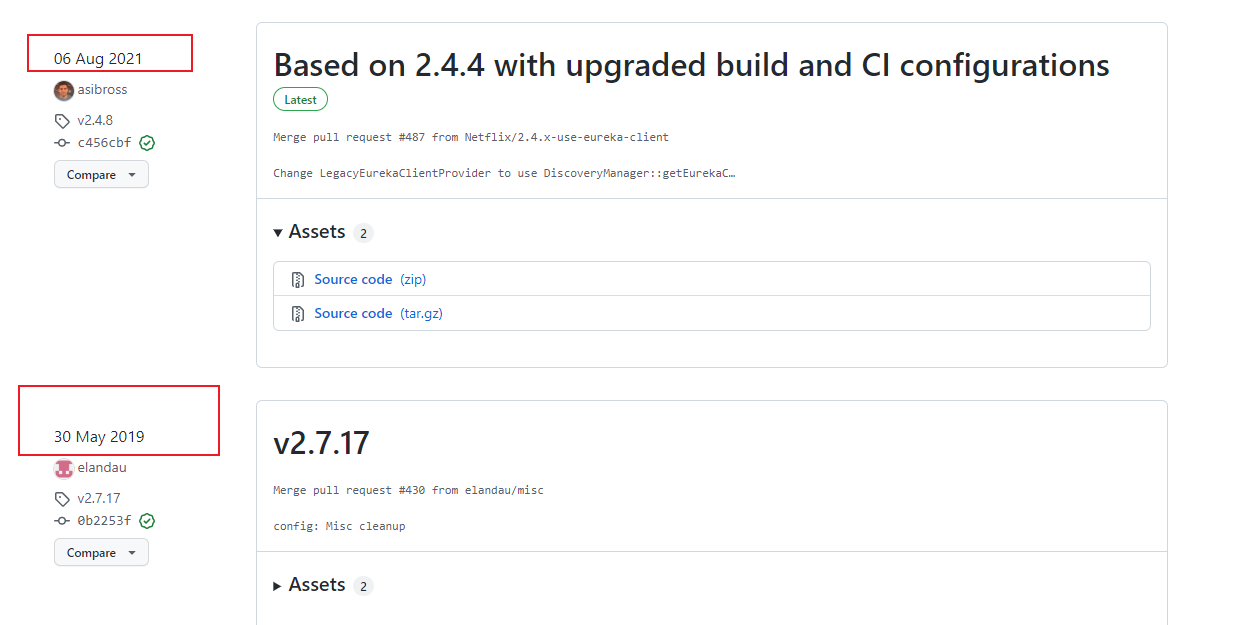 06 Aug 2021
asibross
v2.4.8
c456cbf
Compare
Based on 2.4.4 with upgraded build and CI configurations
Latest
Merge pull request #487 from Netflix/2.4.x-use-eureka-client
Change LegacyEurekaClientProvider to use DiscoveryManager::getEurekaC…
Assets 2
Source code (zip)
Source code (tar.gz)
30 May 2019
elandau
v2.7.17
0b2253f
Compare
v2.7.17
Merge pull request #430 from elandau/misc
config: Misc cleanup
Assets 2